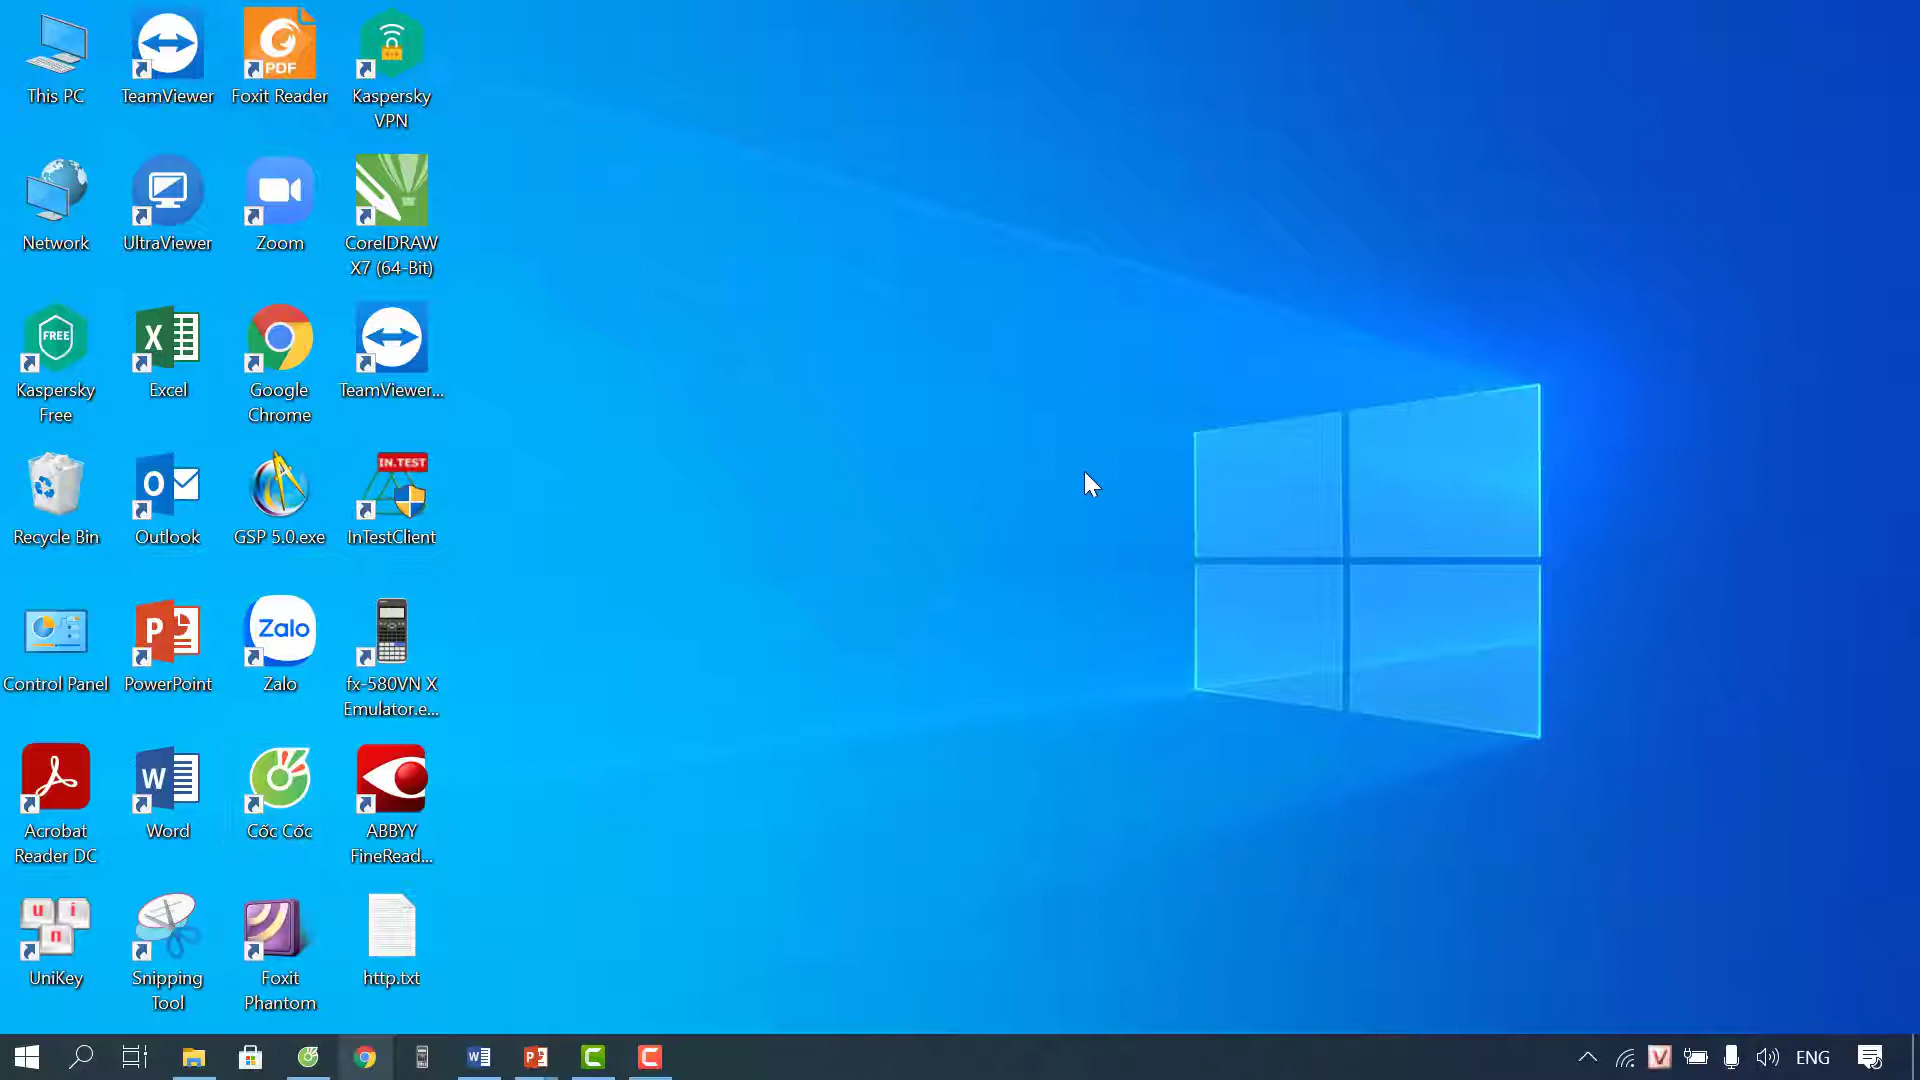 This PC
TeamViewer
PDF
Foxit Reader
Kaspersky
VPN
Network
UltraViewer
Zoom
CorelDRAW
X7 (64-Bit)
FREE
Kaspersky
Free
X
Excel
Google
Chrome
TeamViewer...
Recycle Bin
O
Outlook
GSP 5.0.exe
IN.TEST
InTestClient
Control Panel
P
PowerPoint
Zalo
Zalo
fx-580VN X
Emulator.e...
Acrobat
Reader DC
W
Word
Cốc Cốc
ABBYY
FineRead...
u i
n
UniKey
Snipping
Tool
Foxit
Phantom
http.txt
W
P
C
C
V
ENG